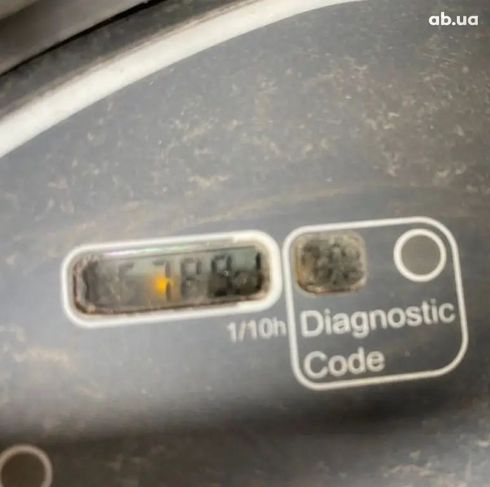 ab.ua
1/10h
Diagnostic
Code